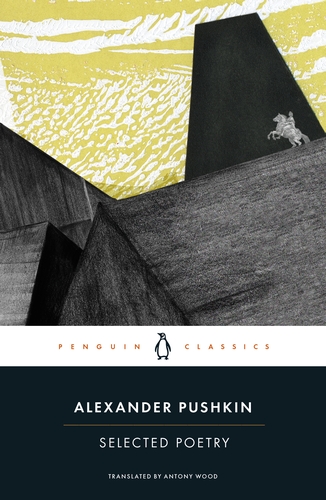 PENGUIN CLASSICS
ALEXANDER PUSHKIN
SELECTED POETRY
TRANSLATED BY ANTONY WOOD